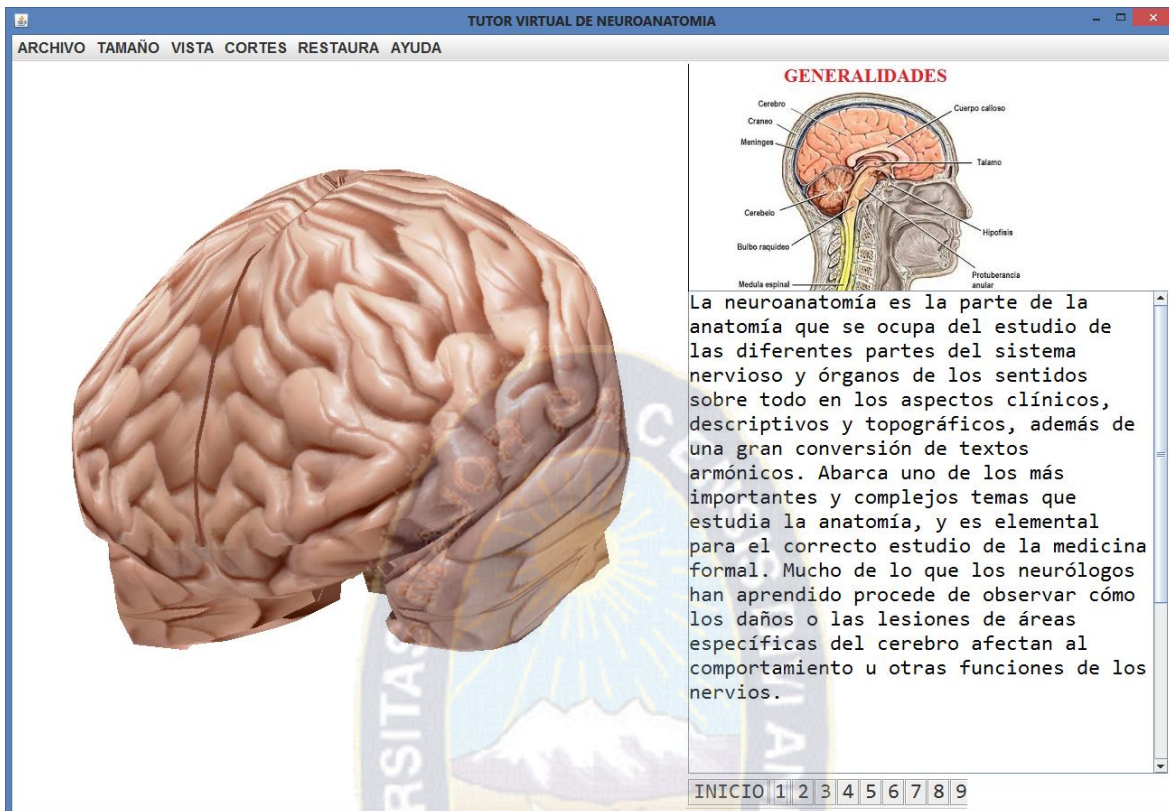 TUTOR VIRTUAL DE NEUROANATOMIA
ARCHIVO TAMAÑO VISTA CORTES RESTAURA AYUDA
GENERALIDADES
Cerebro
Cuerpo calloso
Craneo
Meninges
Talamo
Cerebelo
Hipofisis
Bulbo raquideo
Protuberancia
anular
Medula espinal
La neuroanatomía es la parte de la
anatomía que se ocupa del estudio de
las diferentes partes del sistema
nervioso y órganos de los sentidos
sobre todo en los aspectos clínicos,
descriptivos y topográficos, además de
una gran conversión de textos
armónicos. Abarca uno de los más
importantes y complejos temas que
estudia la anatomía, y es elemental
para el correcto estudio de la medicina
formal. Mucho de lo que los neurólogos
han aprendido procede de observar cómo
los daños o las lesiones de áreas
específicas del cerebro afectan al
comportamiento u otras funciones de los
nervios.
INICIO 1 2 3 4 5 6 7 8 9